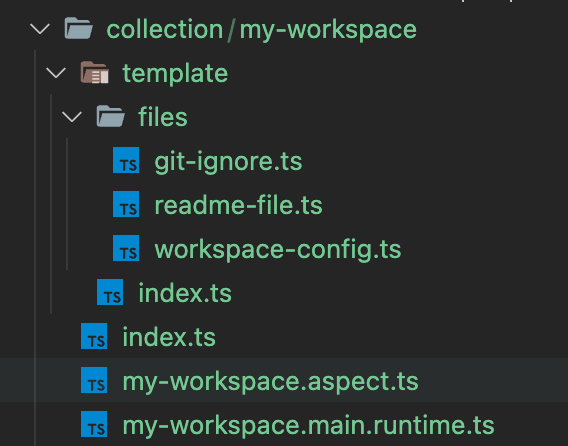 collection/my-workspace
template
files
TS git-ignore.ts
TS readme-file.ts
TS workspace-config.ts
TS index.ts
TS index.ts
TS my-workspace.aspect.ts
TS my-workspace.main.runtime.ts